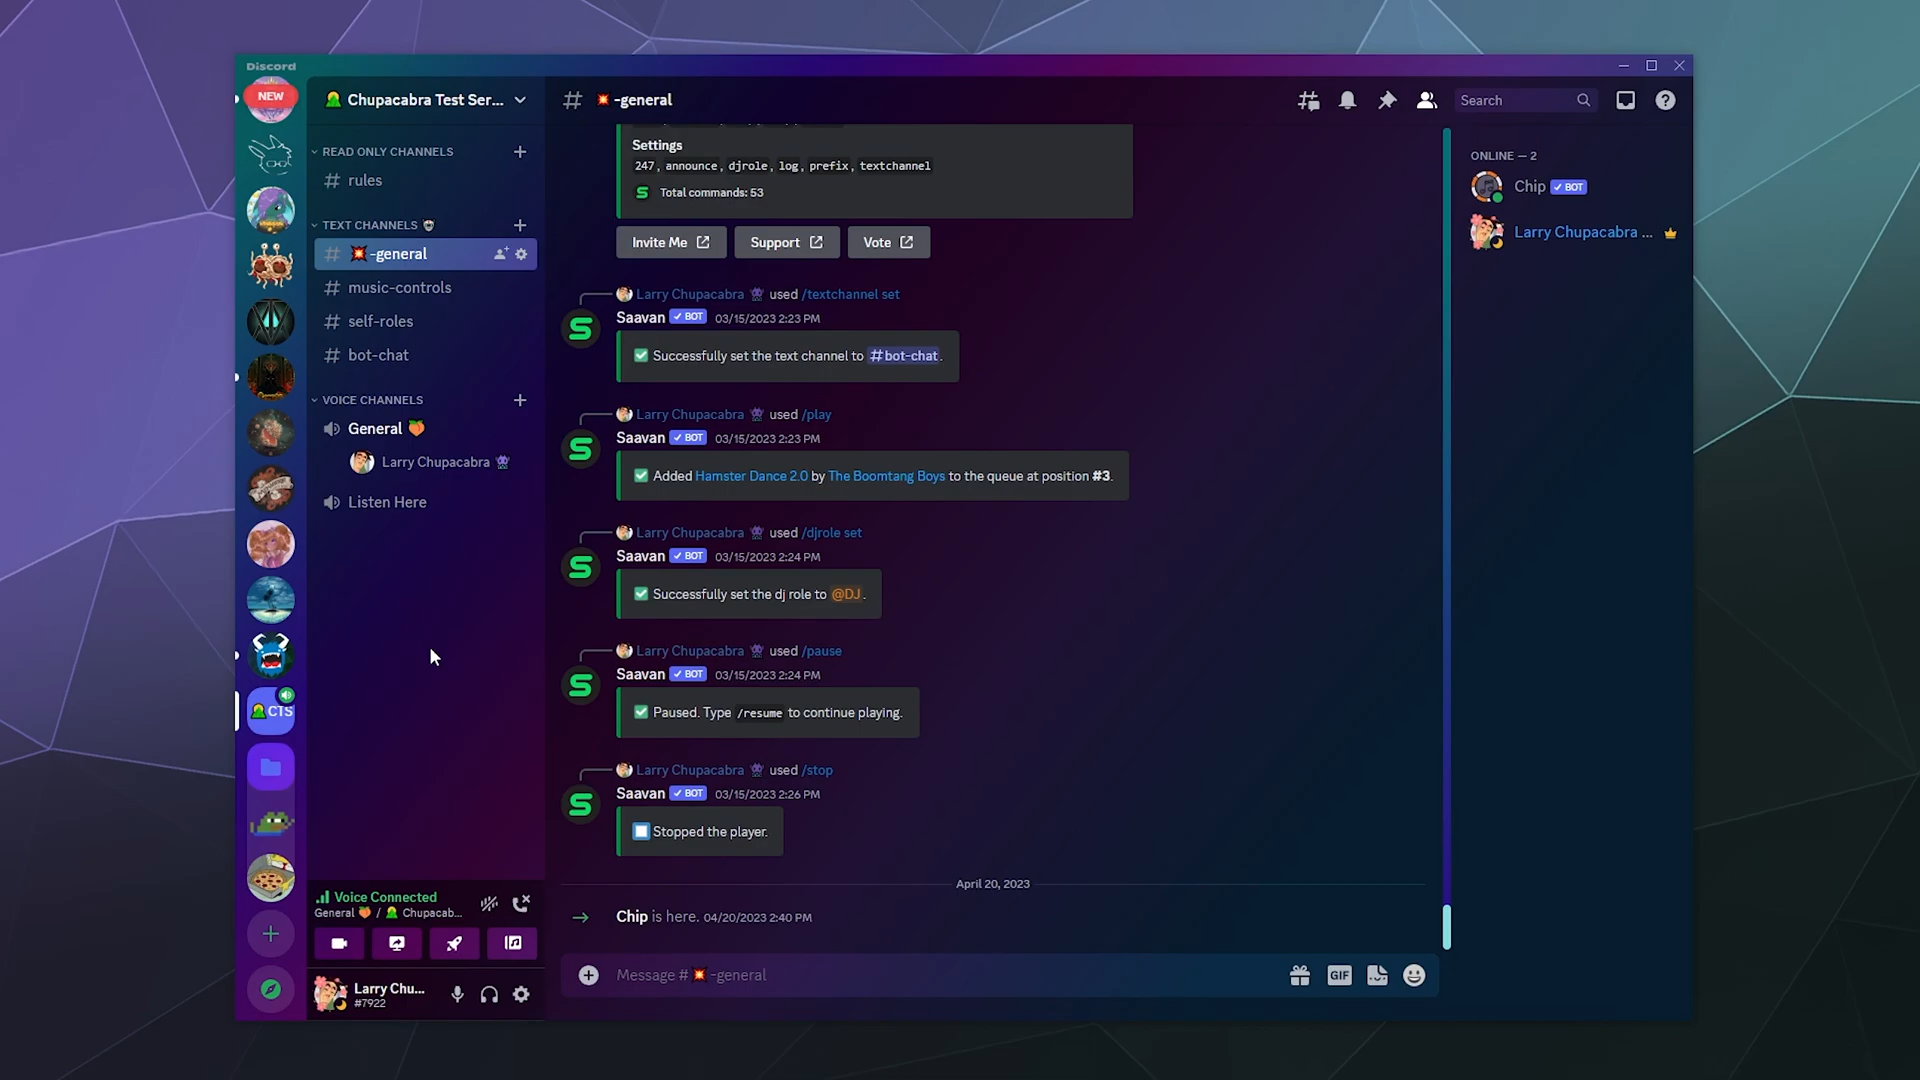 Discord
NEW
Chupacabra Test Ser...
READ ONLY CHANNELS
rules
TEXT CHANNELS
-general
music-controls
self-roles
bot-chat
VOICE CHANNELS
General
Larry Chupacabra
Listen Here
CTS
Voice Connected
General / Chupacab...
Larry Chu...
#7922
-general
Search
Settings
247, announce, djrole, log, prefix, textchannel
Total commands: 53
Invite Me
Support
Vote
Larry Chupacabra used /textchannel set
Saavan ✓ BOT 03/15/2023 2:23 PM
Successfully set the text channel to #bot-chat.
Larry Chupacabra used /play
Saavan ✓ BOT 03/15/2023 2:23 PM
Added Hamster Dance 2.0 by The Boomtang Boys to the queue at position #3.
Larry Chupacabra used /djrole set
Saavan ✓ BOT 03/15/2023 2:24 PM
Successfully set the dj role to @DJ.
Larry Chupacabra used /pause
Saavan ✓ BOT 03/15/2023 2:24 PM
Paused. Type /resume to continue playing.
Larry Chupacabra used /stop
Saavan ✓ BOT 03/15/2023 2:26 PM
Stopped the player.
April 20, 2023
Chip is here. 04/20/2023 2:40 PM
Message # -general
GIF
ONLINE — 2
Chip ✓ BOT
Larry Chupacabra ...